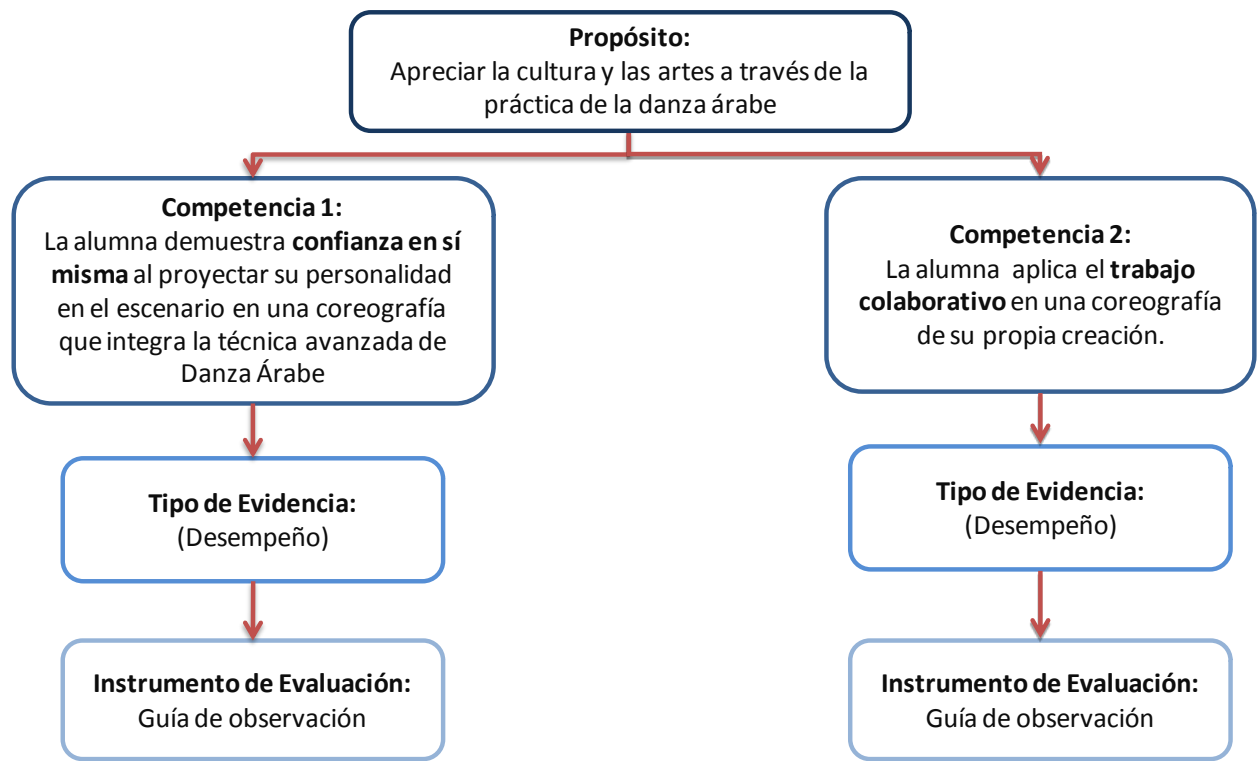 Propósito:
Apreciar la cultura y las artes a través de la
práctica de la danza árabe
Competencia 1:
La alumna demuestra confianza en sí
misma al proyectar su personalidad
en el escenario en una coreografía
que integra la técnica avanzada de
Danza Árabe
Competencia 2:
La alumna aplica el trabajo
colaborativo en una coreografía
de su propia creación.
Tipo de Evidencia:
(Desempeño)
Tipo de Evidencia:
(Desempeño)
Instrumento de Evaluación:
Guía de observación
Instrumento de Evaluación:
Guía de observación